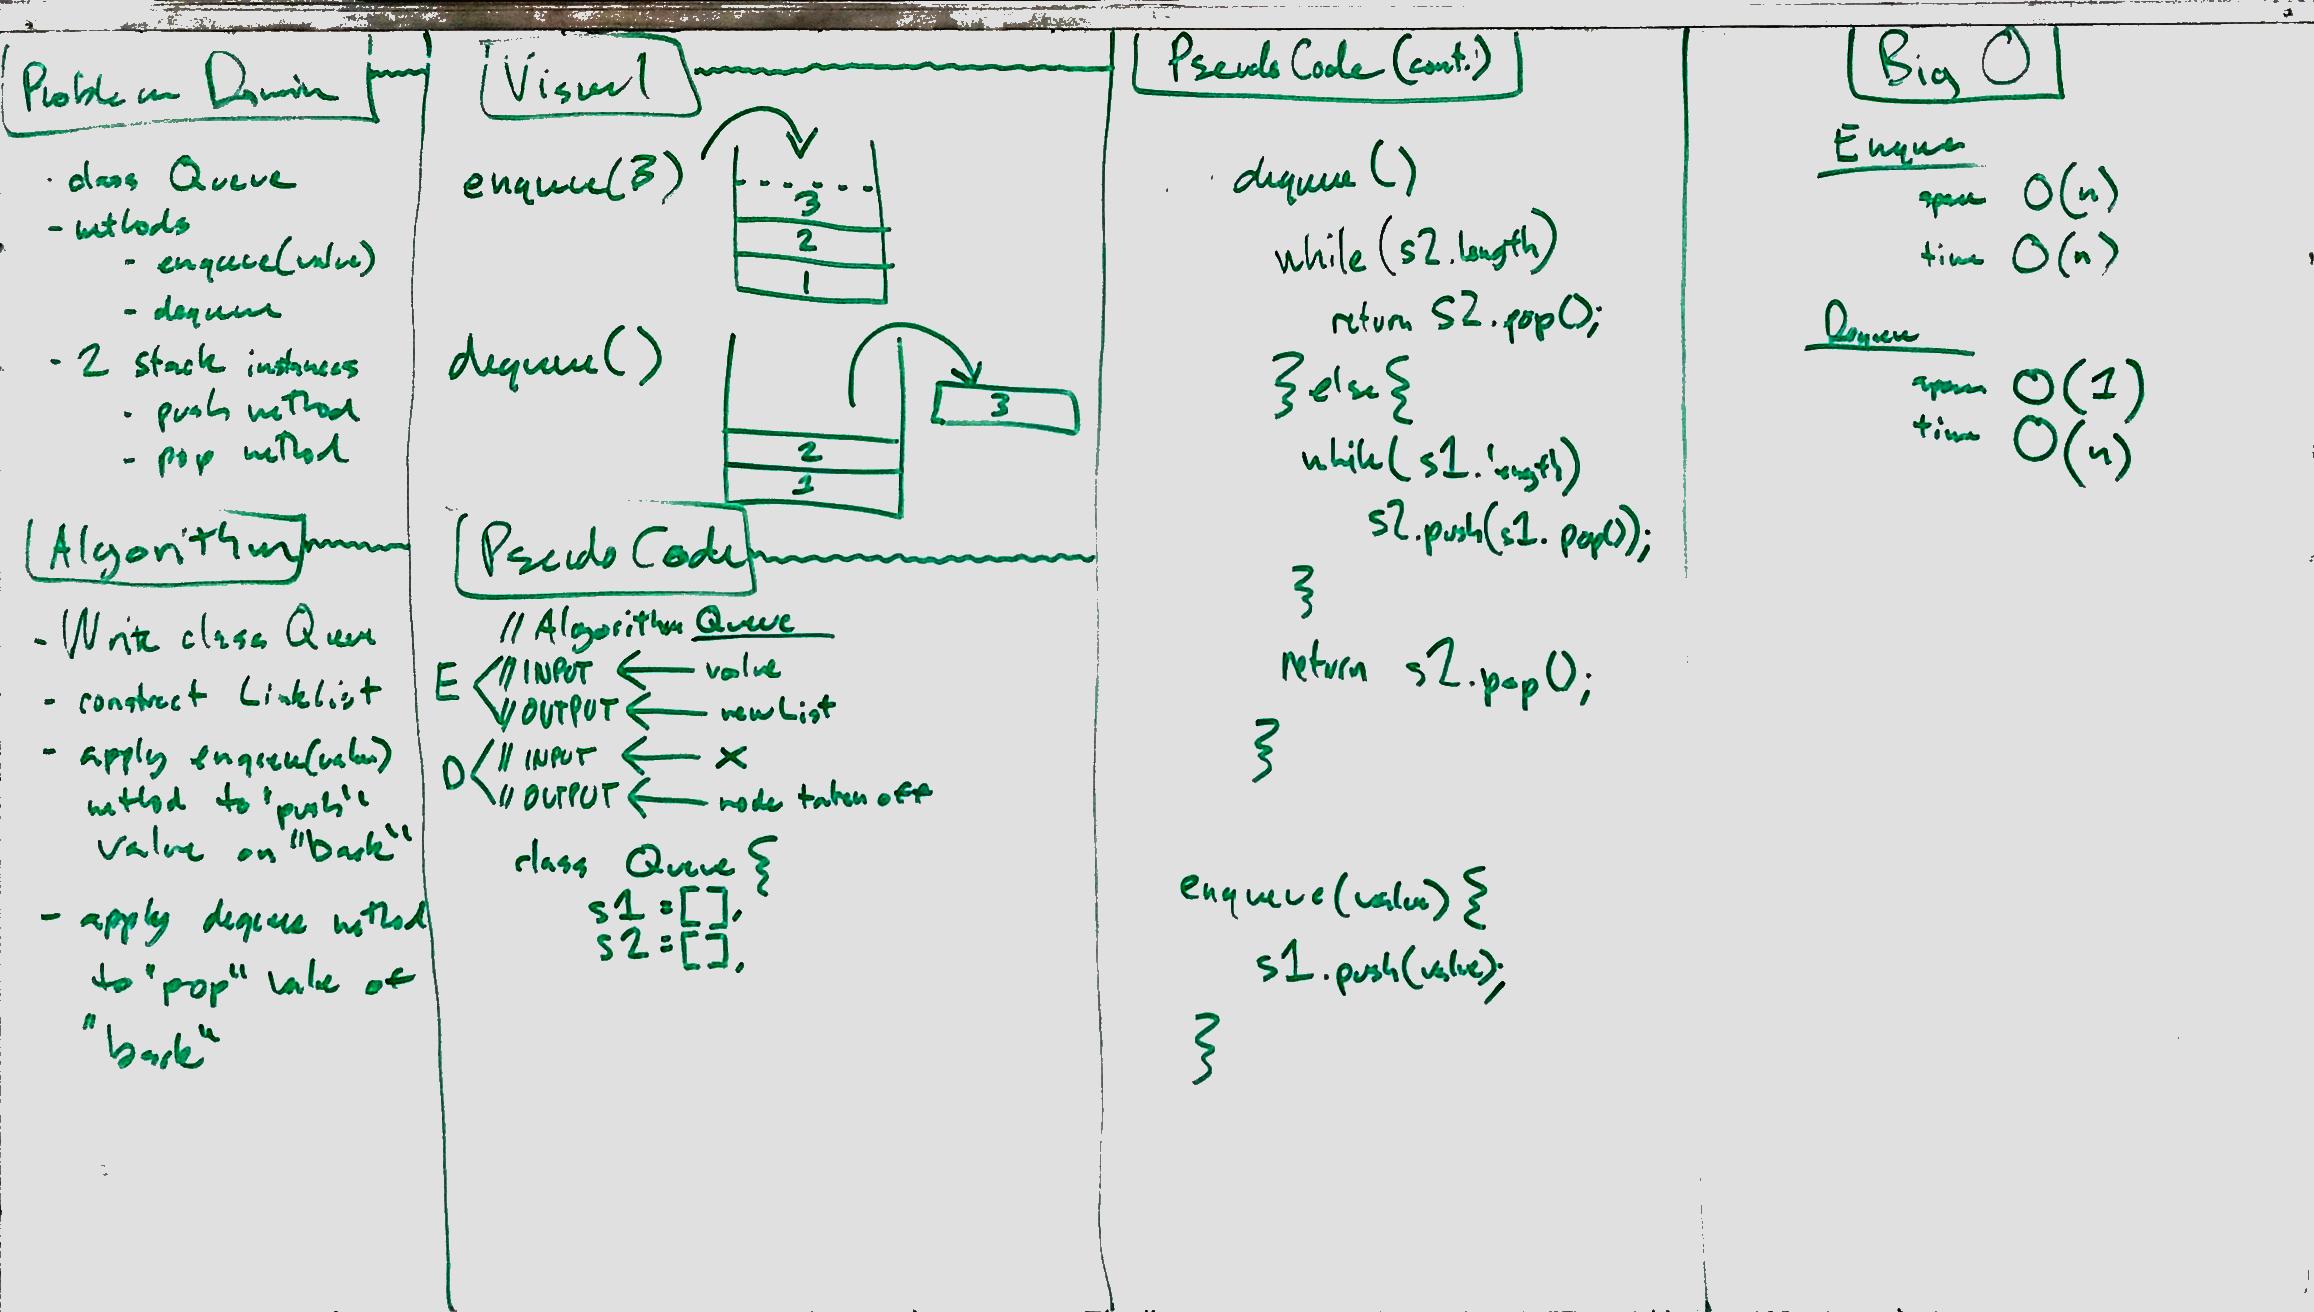 Problem Domain
· class Queue
- methods
- enqueue(value)
- dequeue
- 2 stack instances
- push method
- pop method
Algorithm
- Write class Queue
- construct LinkList
- apply enqueue(value)
method to "push"
value on "back"
- apply dequeue method
to "pop" value of
"back"
Visual
enqueue(3)
3
2
1
dequeue()
3
2
1
Pseudo Code
// Algorithm Queue
E < // INPUT ← value
// OUTPUT ← new List
D < // INPUT ← x
// OUTPUT ← node taken off
class Queue {
s1 = [],
s2 = [],
Pseudo Code (cont.)
dequeue()
while (s2.length)
return s2.pop();
} else {
while (s1.length)
s2.push(s1.pop());
}
return s2.pop();
}
enqueue(value) {
s1.push(value);
}
Big O
Enqueue
space O(n)
time O(n)
Dequeue
space O(1)
time O(n)